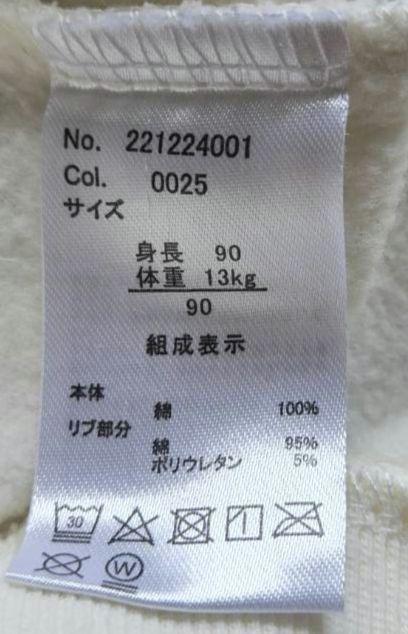 No. 221224001
Col. 0025
サイズ
身長 90
体重 13kg
90
組成表示
本体
綿 100%
リブ部分
綿 95%
ポリウレタン 5%
30
W